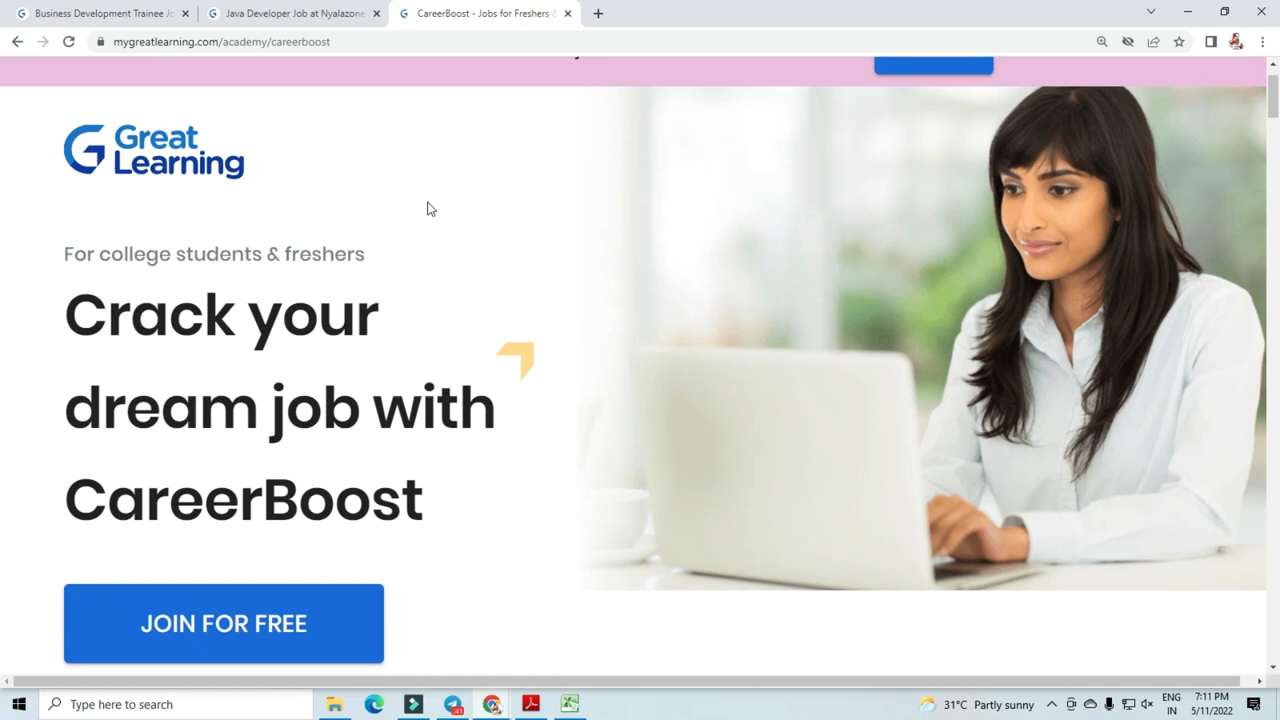 Business Development Trainee Jo
Java Developer Job at Nyalazone
CareerBoost - Jobs for Freshers &
mygreatlearning.com/academy/careerboost
Great
Learning
For college students & freshers
Crack your
dream job with
CareerBoost
JOIN FOR FREE
Type here to search
41
31°C Partly sunny
ENG
IN
7:11 PM
5/11/2022